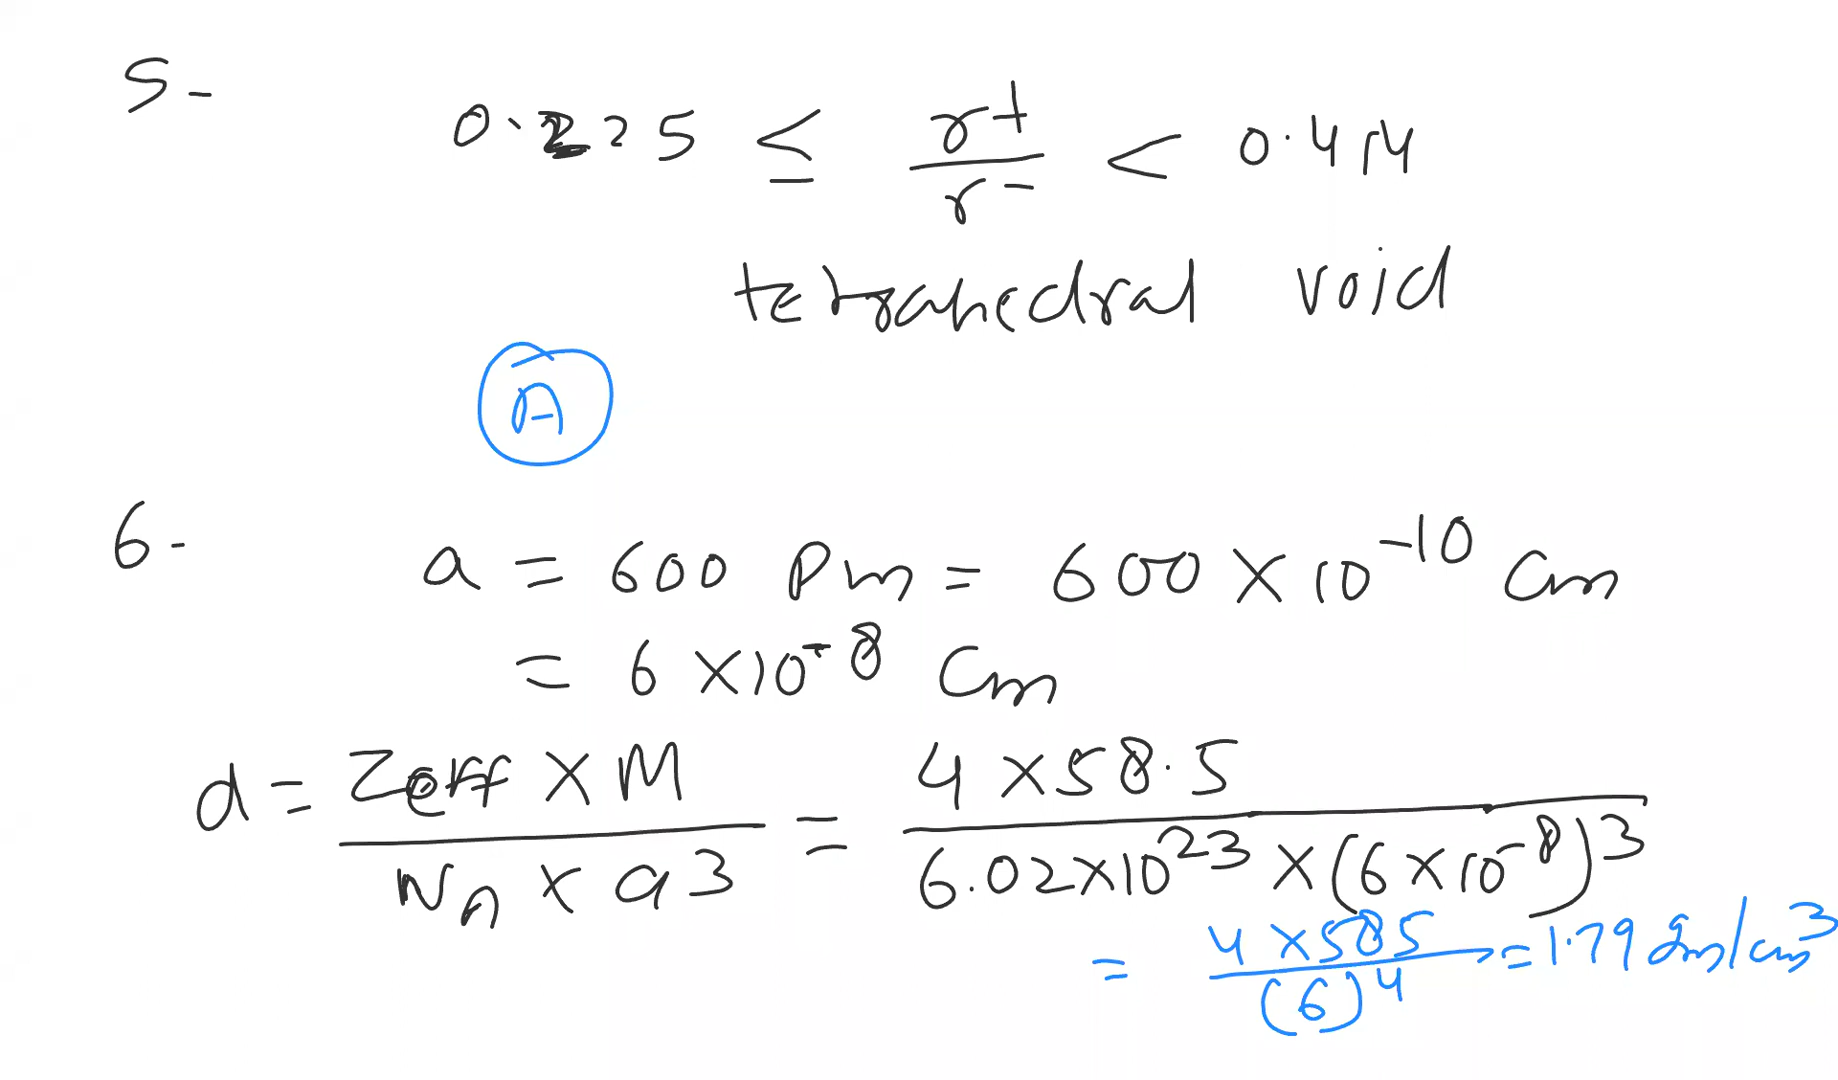 5-
0.225 ≤ r+/r- < 0.414
tetrahedral void
A
6-
a = 600 Pm = 600 × 10^-10 cm
= 6 × 10^-8 cm
d = Zeff × M / NA × a3 = 4 × 58.5 / 6.02 × 10^23 × (6 × 10^-8)^3
= 4 × 585 / (6)^4 = 1.79 gm/cm^3